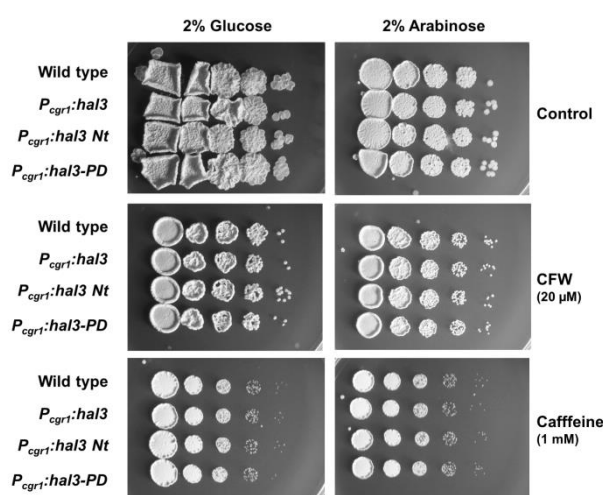 2% Glucose 2% Arabinose
Wild type
Pcgr1:hal3
Pcgr1:hal3 Nt
Pcgr1:hal3-PD
Control
Wild type
Pcgr1:hal3
Pcgr1:hal3 Nt
Pcgr1:hal3-PD
CFW
(20 µM)
Wild type
Pcgr1:hal3
Pcgr1:hal3 Nt
Pcgr1:hal3-PD
Cafffeine
(1 mM)